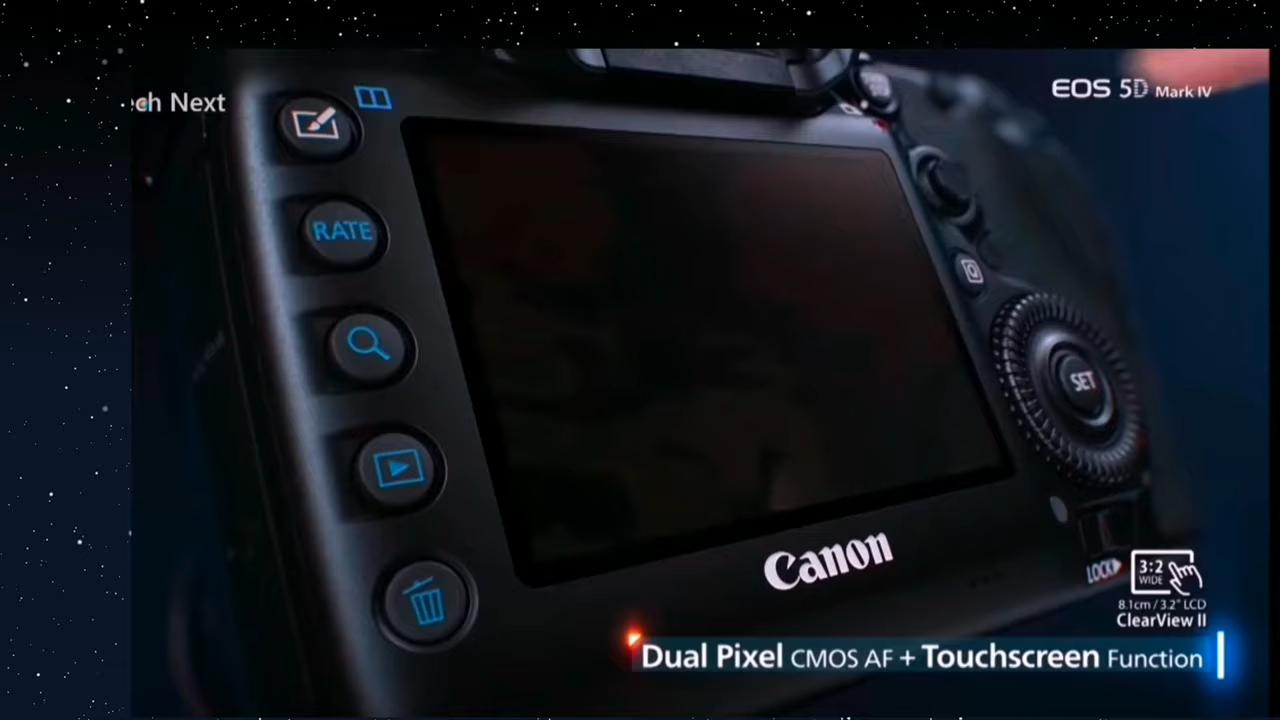 ch Next
EOS 5D Mark IV
RATE
Q
SET
Canon
LOCK
3:2
WIDE
8.1cm / 3.2" LCD
ClearView II
Dual Pixel CMOS AF + Touchscreen Function